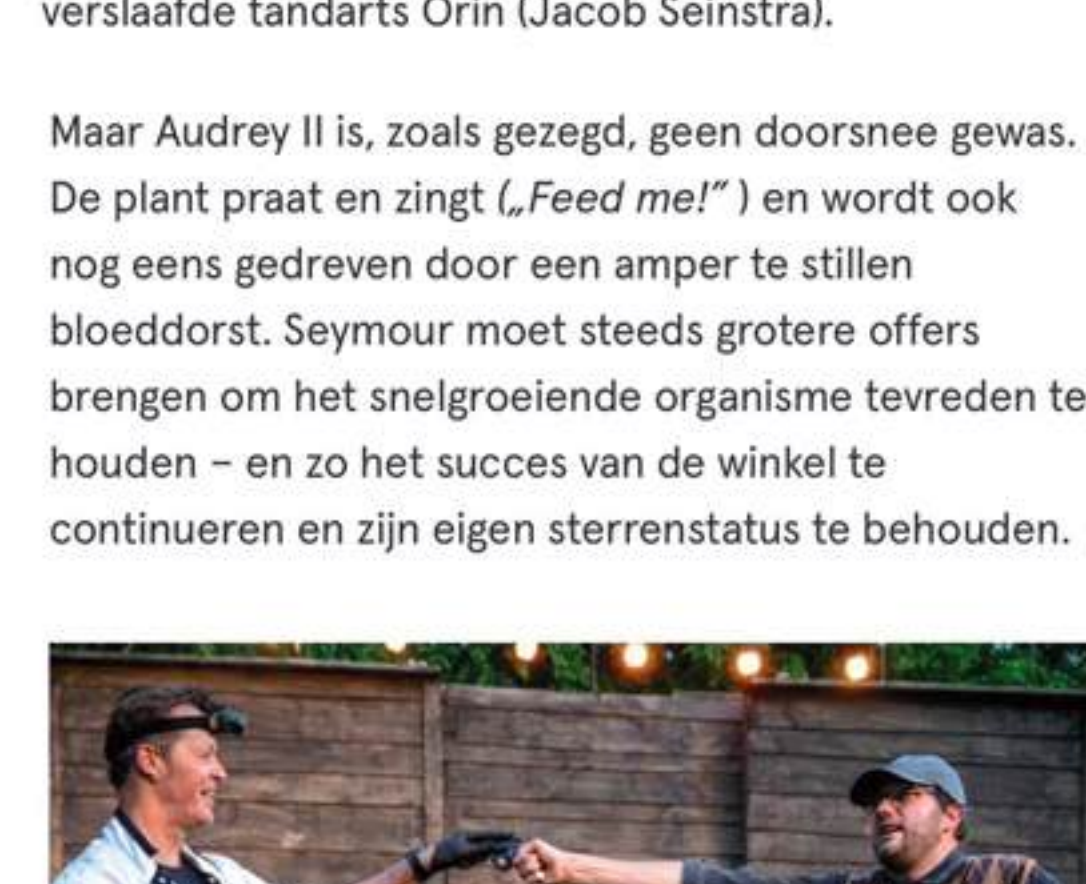 verslaafde tandarts Orin (Jacob Seinstra).
Maar Audrey II is, zoals gezegd, geen doorsnee gewas.
De plant praat en zingt („Feed me!” ) en wordt ook
nog eens gedreven door een amper te stillen
bloeddorst. Seymour moet steeds grotere offers
brengen om het snelgroeiende organisme tevreden te
houden – en zo het succes van de winkel te
continueren en zijn eigen sterrenstatus te behouden.